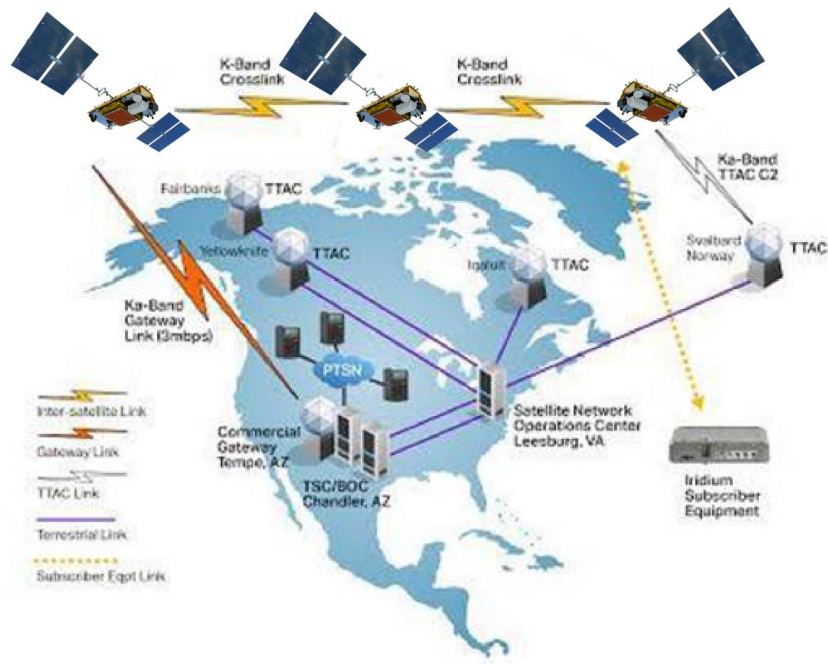 K-Band
Crosslink
K-Band
Crosslink
Ka-Band
TTAC C2
Fairbanks
TTAC
Yellowknife
TTAC
Iqaluit
TTAC
Svalbard
Norway
TTAC
Ka-Band
Gateway
Link (3mbps)
PTSN
Commercial
Gateway
Tempe, AZ
TSC/BOC
Chandler, AZ
Satellite Network
Operations Center
Leesburg, VA
Iridium
Subscriber
Equipment
Inter-satellite Link
Gateway Link
TTAC Link
Terrestrial Link
Subscriber Eqpt Link